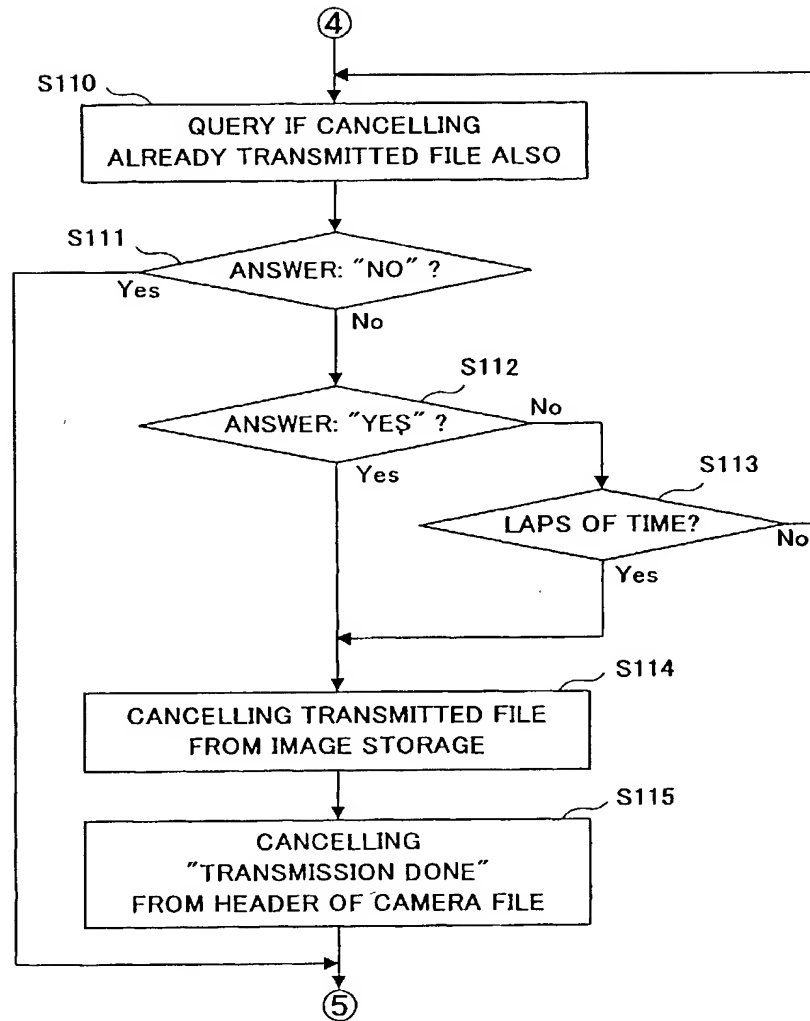 ④
S110
QUERY IF CANCELLING
ALREADY TRANSMITTED FILE ALSO
S111
ANSWER: "NO" ?
Yes
No
S112
ANSWER: "YES" ?
No
Yes
S113
LAPS OF TIME?
No
Yes
S114
CANCELLING TRANSMITTED FILE
FROM IMAGE STORAGE
S115
CANCELLING
"TRANSMISSION DONE"
FROM HEADER OF CAMERA FILE
⑤